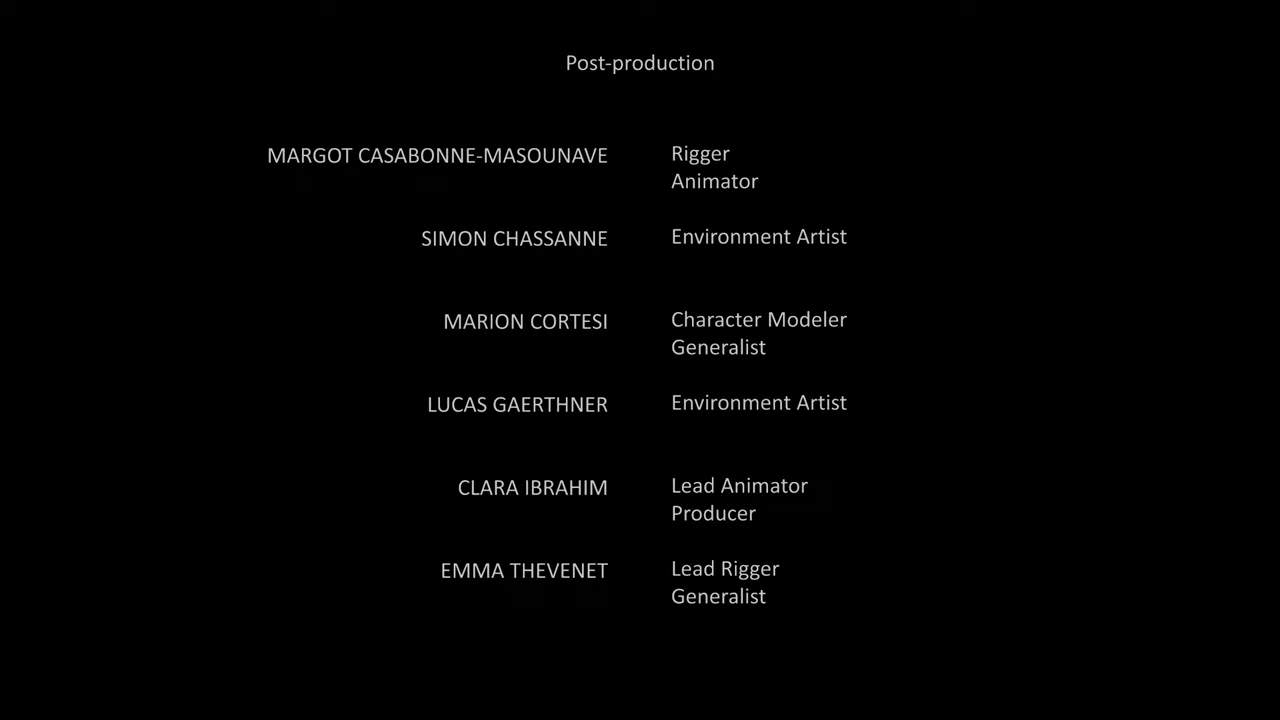 Post-production
MARGOT CASABONNE-MASOUNAVE Rigger
Animator
SIMON CHASSANNE Environment Artist
MARION CORTESI Character Modeler
Generalist
LUCAS GAERTHNER Environment Artist
CLARA IBRAHIM Lead Animator
Producer
EMMA THEVENET Lead Rigger
Generalist